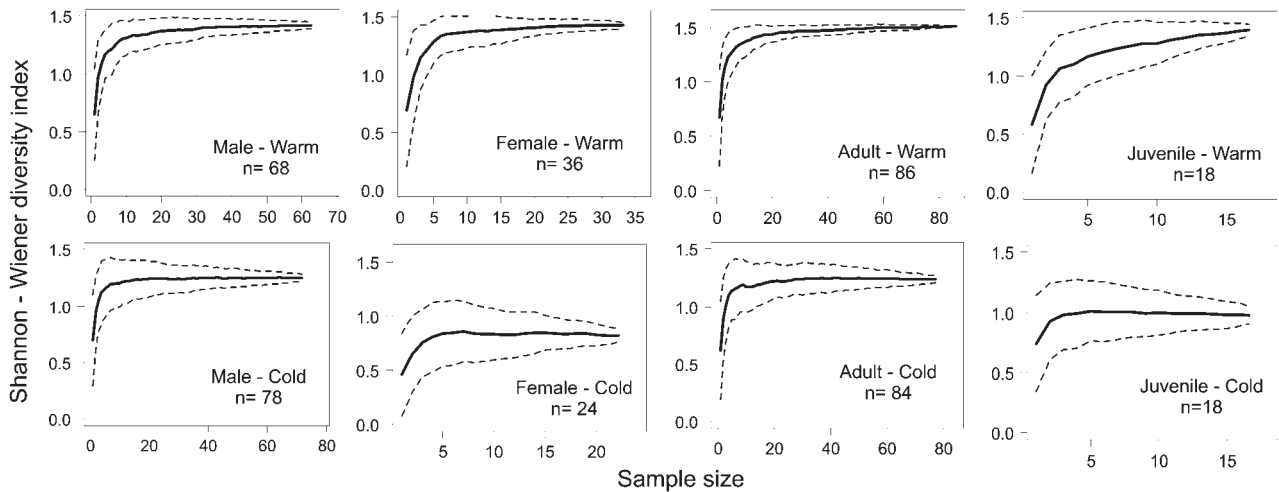 Shannon - Wiener diversity index
1.5
1.0
0.5
0.0
Male - Warm
n= 68
0 10 20 30 40 50 60 70
1.5
1.0
0.5
0.0
Female - Warm
n= 36
0 5 10 15 20 25 30 35
1.5
1.0
0.5
0.0
Adult - Warm
n= 86
0 20 40 60 80
1.5
1.0
0.5
0.0
Juvenile - Warm
n=18
5 10 15
1.5
1.0
0.5
0.0
Male - Cold
n= 78
0 20 40 60 80
1.5
1.0
0.5
0.0
Female - Cold
n= 24
5 10 15 20
1.5
1.0
0.5
0.0
Adult - Cold
n= 84
0 20 40 60 80
1.5
1.0
0.5
0.0
Juvenile - Cold
n=18
5 10 15
Sample size